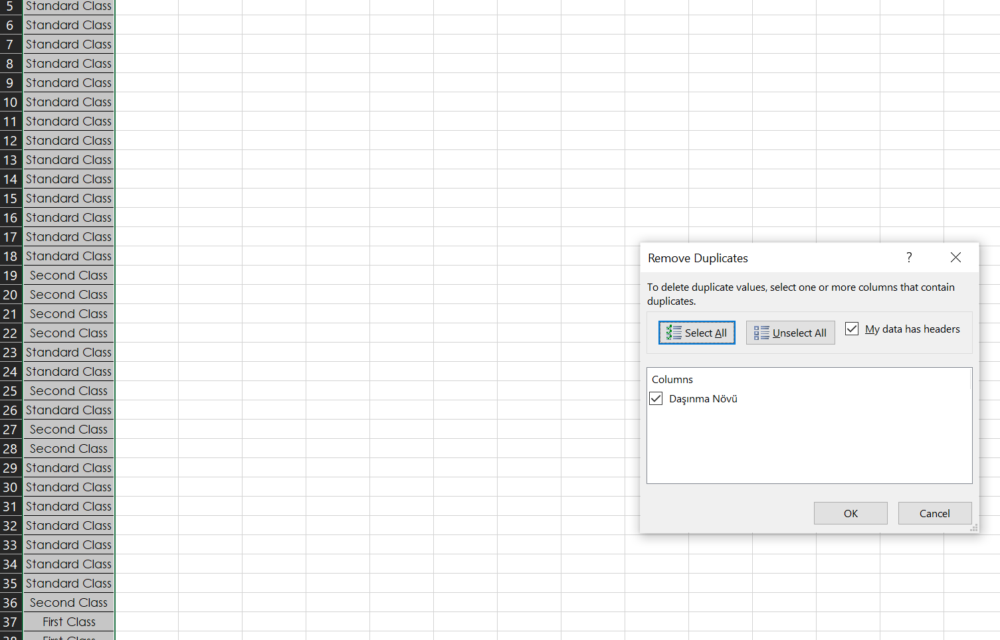 5 Standard Class
6 Standard Class
7 Standard Class
8 Standard Class
9 Standard Class
10 Standard Class
11 Standard Class
12 Standard Class
13 Standard Class
14 Standard Class
15 Standard Class
16 Standard Class
17 Standard Class
18 Standard Class
19 Second Class
20 Second Class
21 Second Class
22 Second Class
23 Standard Class
24 Standard Class
25 Second Class
26 Standard Class
27 Second Class
28 Second Class
29 Standard Class
30 Standard Class
31 Standard Class
32 Standard Class
33 Standard Class
34 Standard Class
35 Standard Class
36 Second Class
37 First Class
38 First Class
Remove Duplicates ?
To delete duplicate values, select one or more columns that contain
duplicates.
Select All Unselect All My data has headers
Columns
Daşınma Növü
OK Cancel